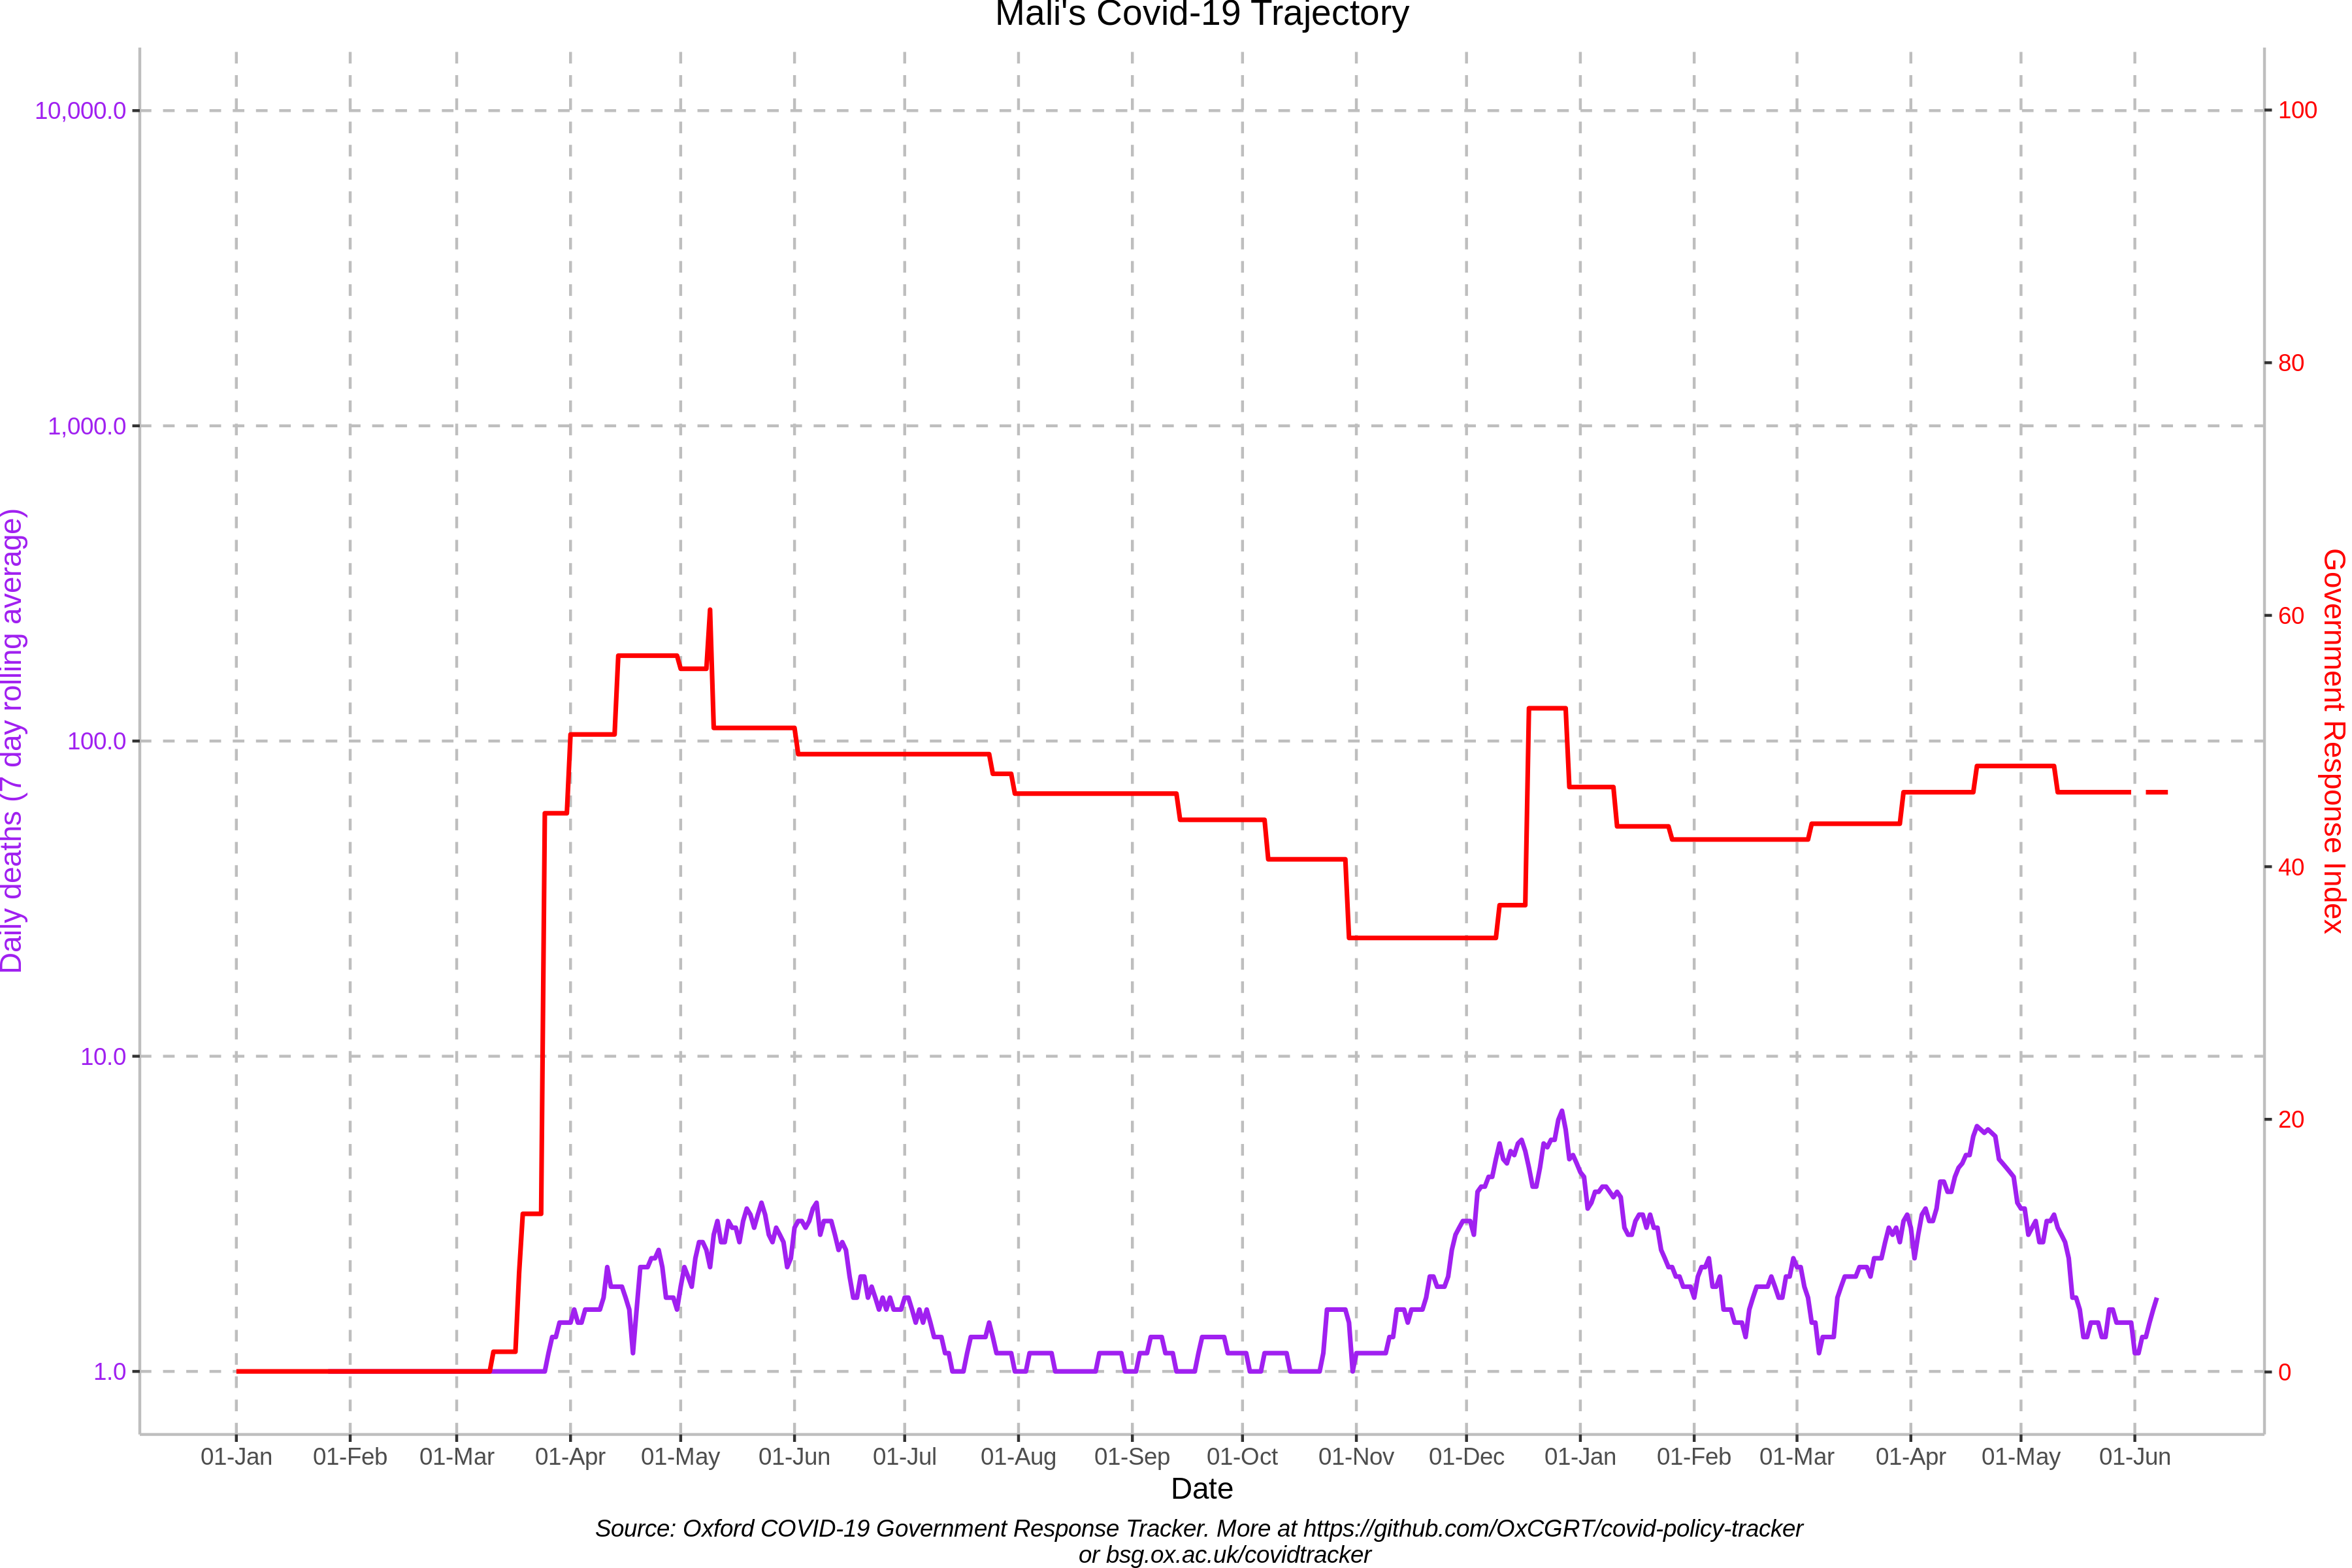 Mali's Covid-19 Trajectory
10,000.0
1,000.0
100.0
10.0
1.0
Daily deaths (7 day rolling average)
100
80
60
40
20
0
Government Response Index
01-Jan 01-Feb 01-Mar 01-Apr 01-May 01-Jun 01-Jul 01-Aug 01-Sep 01-Oct 01-Nov 01-Dec 01-Jan 01-Feb 01-Mar 01-Apr 01-May 01-Jun
Date
Source: Oxford COVID-19 Government Response Tracker. More at https://github.com/OxCGRT/covid-policy-tracker
or bsg.ox.ac.uk/covidtracker